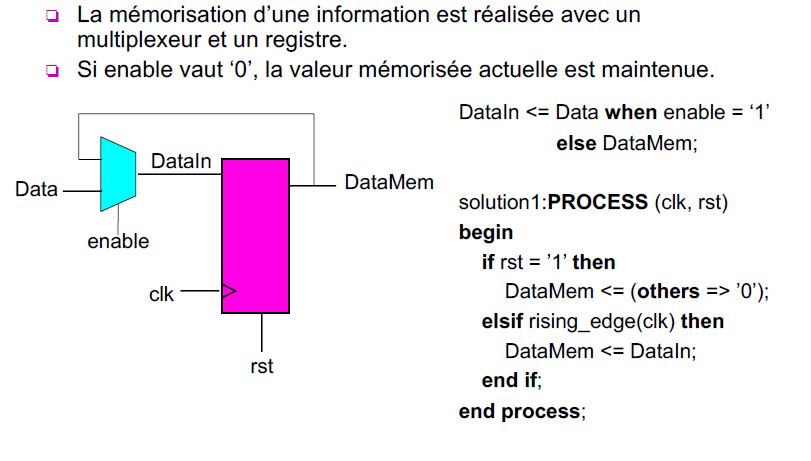 La mémorisation d’une information est réalisée avec un
multiplexeur et un registre.
Si enable vaut ‘0’, la valeur mémorisée actuelle est maintenue.
DataIn
Data
DataMem
enable
clk
rst
DataIn <= Data when enable = ‘1’
else DataMem;
solution1:PROCESS (clk, rst)
begin
if rst = ’1’ then
DataMem <= (others => ’0’);
elsif rising_edge(clk) then
DataMem <= DataIn;
end if;
end process;